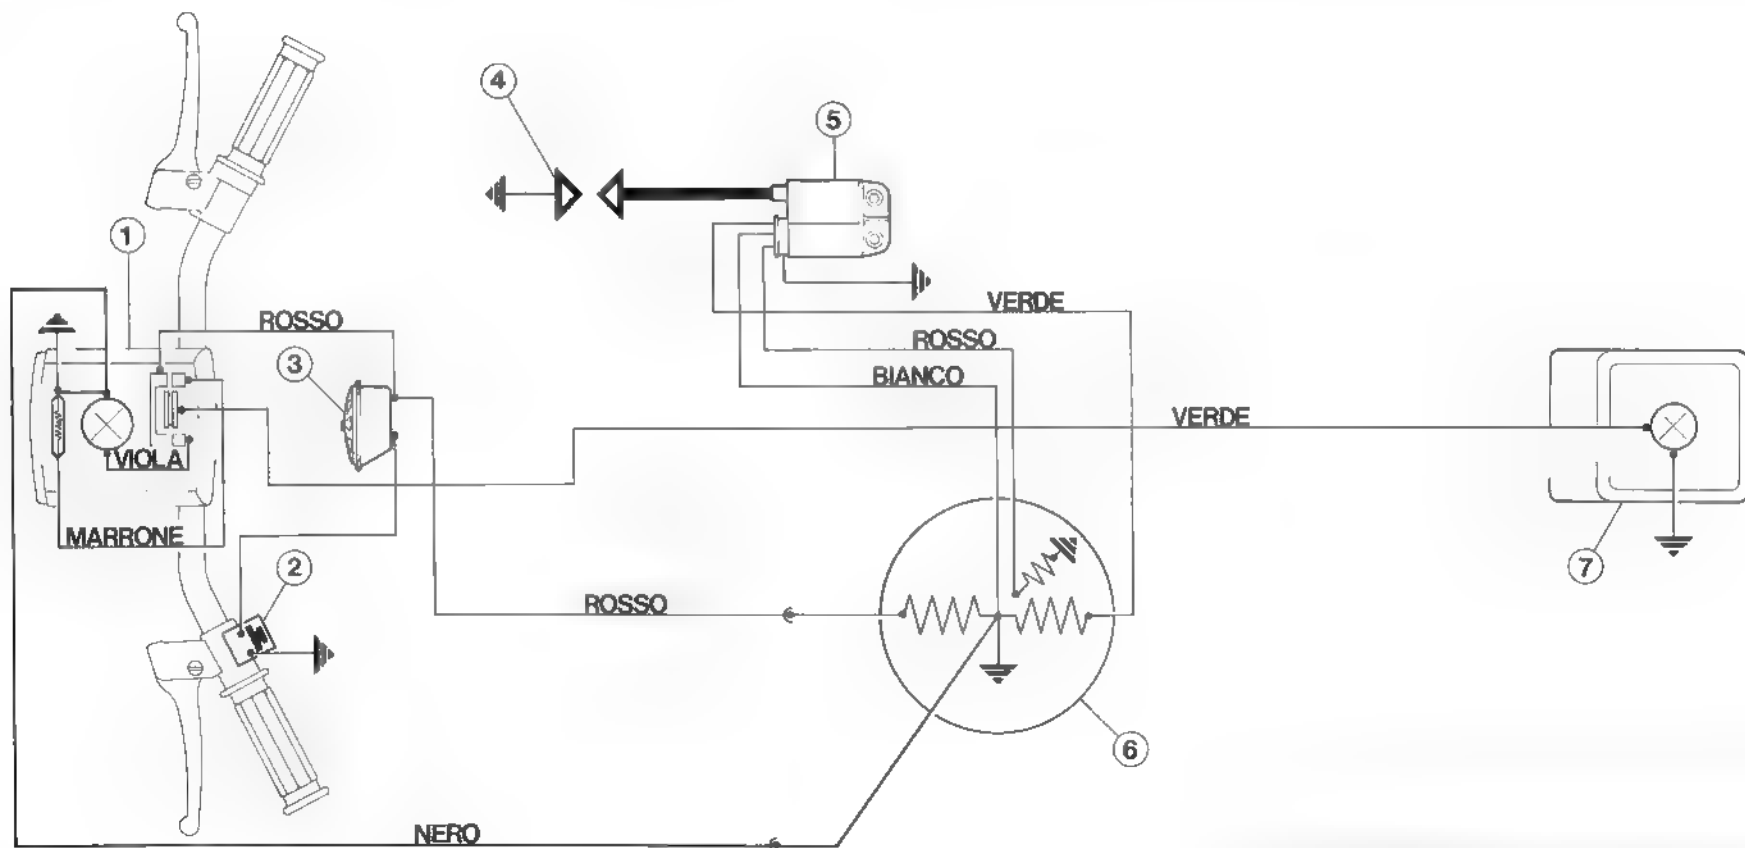 4
5
1
ROSSO
VERDE
ROSSO
3
BIANCO
VERDE
VIOLA
MARRONE
2
7
ROSSO
6
NERO